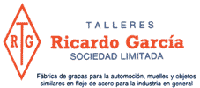 TALLERES
RTG
Ricardo García
SOCIEDAD LIMITADA
Fábrica de grapas para la automoción, muelles y objetos
similares en fleje de acero para la industria en general